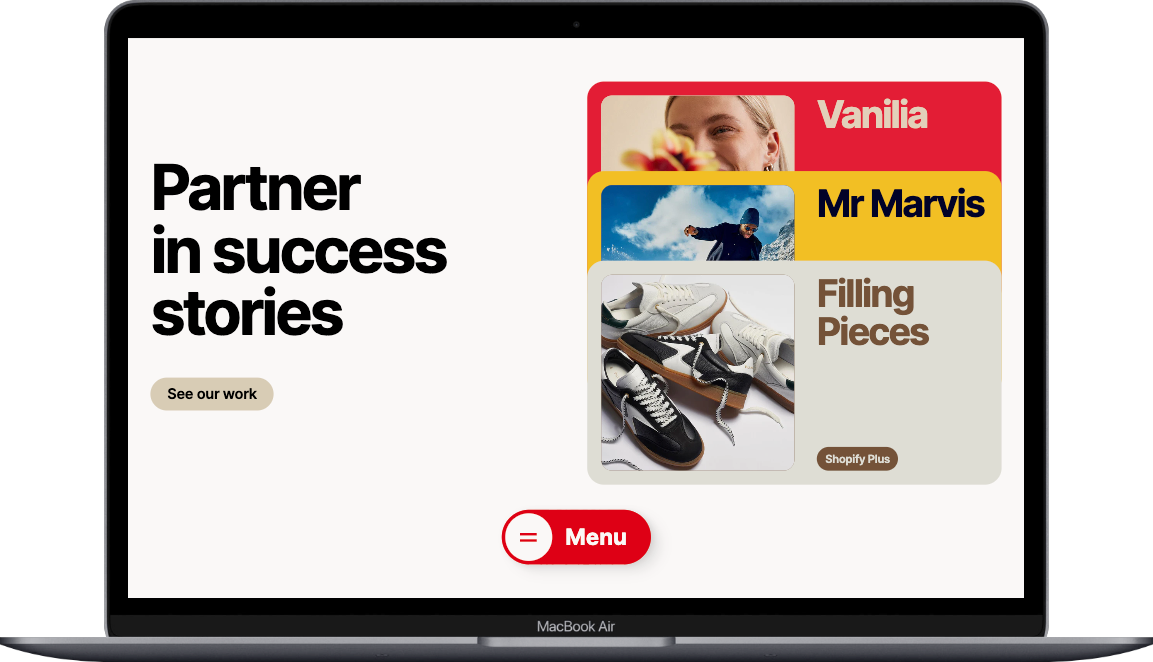 Partner
in success
stories
See our work
Vanilia
Mr Marvis
Filling
Pieces
Shopify Plus
Menu
MacBook Air